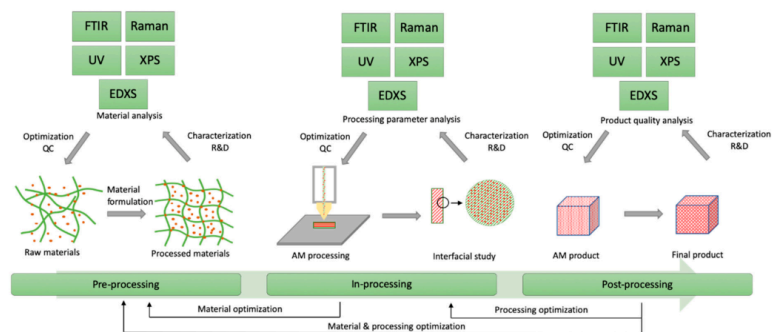 FTIR Raman
UV XPS
EDXS
Material analysis
Optimization
QC
Characterization
R&D
Material
formulation
Raw materials
Processed materials
FTIR Raman
UV XPS
EDXS
Processing parameter analysis
Optimization
QC
Characterization
R&D
AM processing
Interfacial study
FTIR Raman
UV XPS
EDXS
Product quality analysis
Optimization
QC
Characterization
R&D
AM product
Final product
Pre-processing
In-processing
Post-processing
Material optimization
Processing optimization
Material & processing optimization